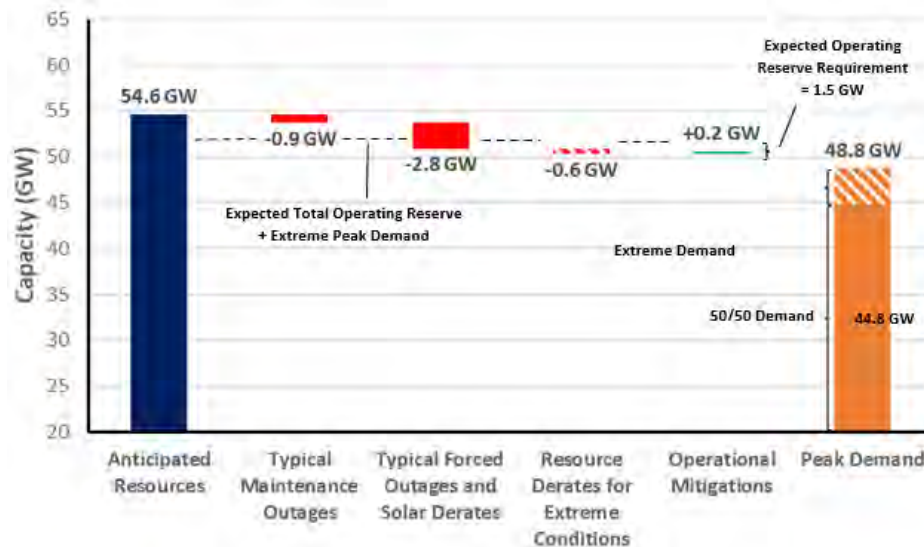 Capacity (GW)
65
60
55
50
45
40
35
30
25
20
54.6 GW
-0.9 GW
-2.8 GW
-0.6 GW
+0.2 GW
48.8 GW
44.8 GW
Expected Operating
Reserve Requirement
= 1.5 GW
Expected Total Operating Reserve
+ Extreme Peak Demand
Extreme Demand
50/50 Demand
Anticipated
Resources
Typical
Maintenance
Outages
Typical Forced
Outages and
Solar Derates
Resource
Derates for
Extreme
Conditions
Operational
Mitigations
Peak Demand